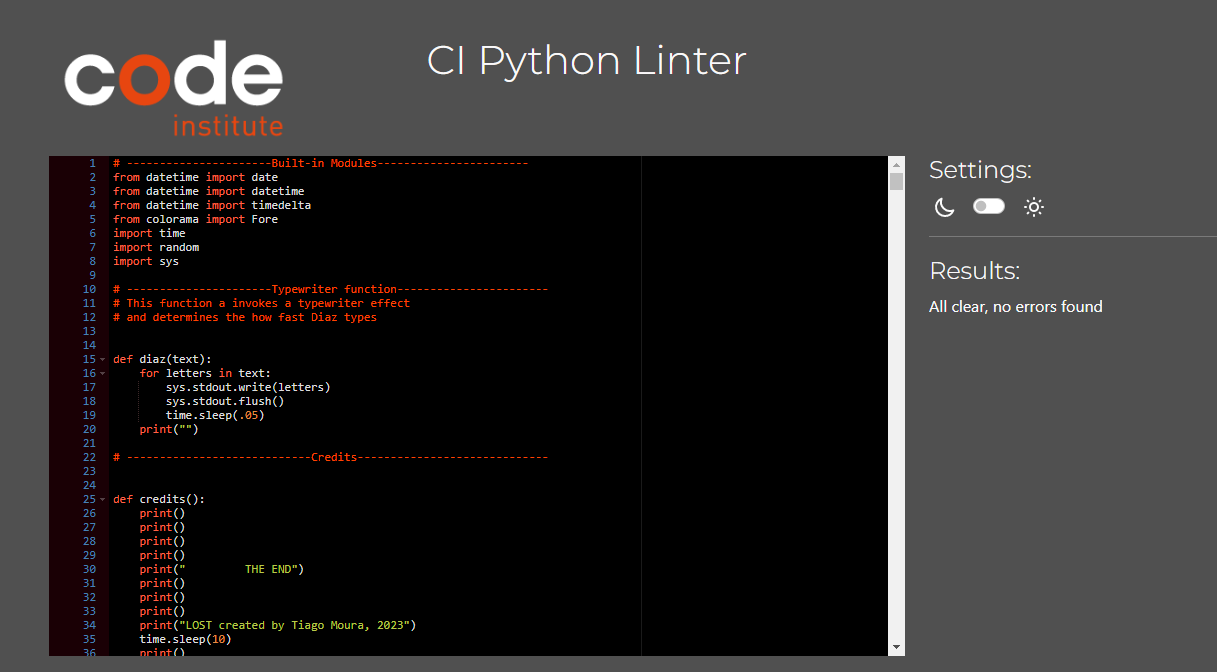 code
institute
CI Python Linter
1 # ----------------------Built-in Modules-----------------------
2 from datetime import date
3 from datetime import datetime
4 from datetime import timedelta
5 from colorama import Fore
6 import time
7 import random
8 import sys
9
10 # ----------------------Typewriter function-----------------------
11 # This function a invokes a typewriter effect
12 # and determines the how fast Diaz types
13
14
15 def diaz(text):
16     for letters in text:
17         sys.stdout.write(letters)
18         sys.stdout.flush()
19         time.sleep(.05)
20     print("")
21
22 # ----------------------------Credits-----------------------------
23
24
25 def credits():
26     print()
27     print()
28     print()
29     print()
30     print("         THE END")
31     print()
32     print()
33     print()
34     print("LOST created by Tiago Moura, 2023")
35     time.sleep(10)
36     print()
Settings:
Results:
All clear, no errors found